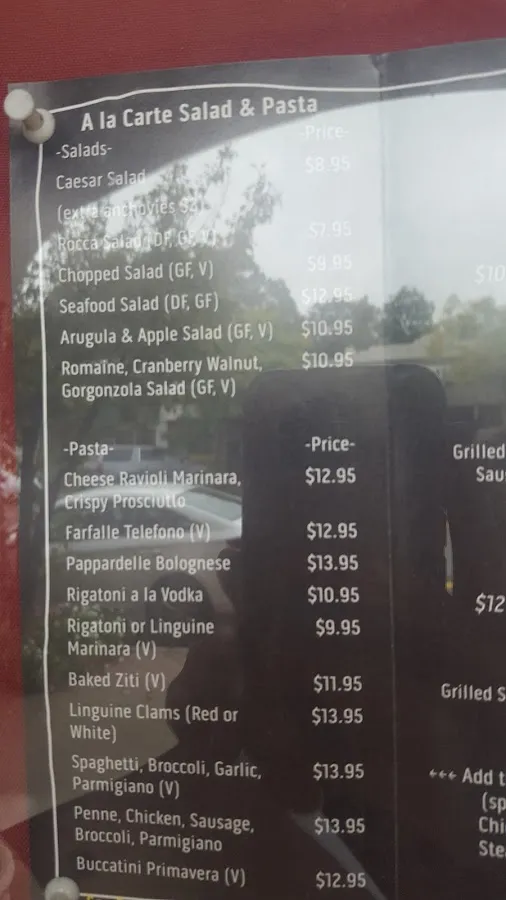 A la Carte Salad & Pasta
-Salads- -Price-
Caesar Salad $8.95
(extra anchovies $2)
Rocca Salad (DF, GF, V) $7.95
Chopped Salad (GF, V) $9.95
Seafood Salad (DF, GF) $12.95
Arugula & Apple Salad (GF, V) $10.95
Romaine, Cranberry Walnut, $10.95
Gorgonzola Salad (GF, V)
-Pasta- -Price-
Cheese Ravioli Marinara, $12.95
Crispy Prosciutto
Farfalle Telefono (V) $12.95
Pappardelle Bolognese $13.95
Rigatoni a la Vodka $10.95
Rigatoni or Linguine $9.95
Marinara (V)
Baked Ziti (V) $11.95
Linguine Clams (Red or $13.95
White)
Spaghetti, Broccoli, Garlic, $13.95
Parmigiano (V)
Penne, Chicken, Sausage, $13.95
Broccoli, Parmigiano
Buccatini Primavera (V) $12.95
$10
Grilled
Sau
$12
Grilled S
+++ Add t
(sp
Chi
Ste